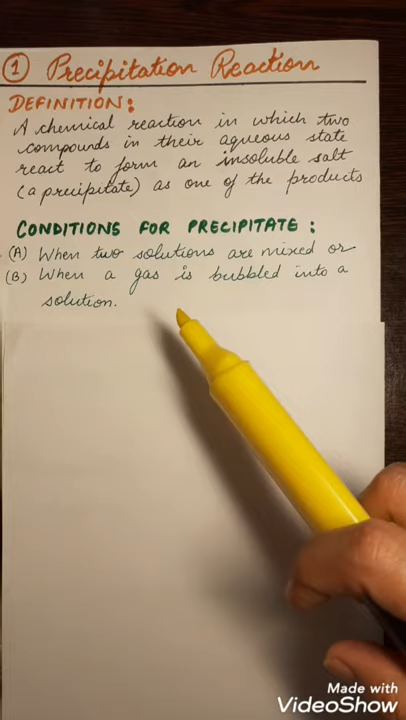 ① Precipitation Reaction
DEFINITION:
A chemical reaction in which two
compounds in their aqueous state
react to form an insoluble salt
(a precipitate) as one of the products
CONDITIONS FOR PRECIPITATE:
(A) When two solutions are mixed or
(B) When a gas is bubbled into a
solution.
Made with
VideoShow